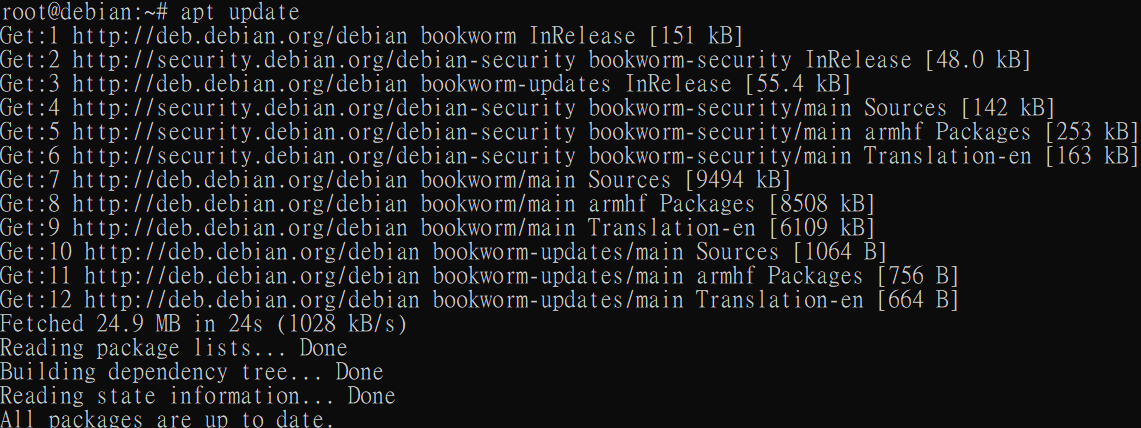 root@debian:~# apt update
Get:1 http://deb.debian.org/debian bookworm InRelease [151 kB]
Get:2 http://security.debian.org/debian-security bookworm-security InRelease [48.0 kB]
Get:3 http://deb.debian.org/debian bookworm-updates InRelease [55.4 kB]
Get:4 http://security.debian.org/debian-security bookworm-security/main Sources [142 kB]
Get:5 http://security.debian.org/debian-security bookworm-security/main armhf Packages [253 kB]
Get:6 http://security.debian.org/debian-security bookworm-security/main Translation-en [163 kB]
Get:7 http://deb.debian.org/debian bookworm/main Sources [9494 kB]
Get:8 http://deb.debian.org/debian bookworm/main armhf Packages [8508 kB]
Get:9 http://deb.debian.org/debian bookworm/main Translation-en [6109 kB]
Get:10 http://deb.debian.org/debian bookworm-updates/main Sources [1064 B]
Get:11 http://deb.debian.org/debian bookworm-updates/main armhf Packages [756 B]
Get:12 http://deb.debian.org/debian bookworm-updates/main Translation-en [664 B]
Fetched 24.9 MB in 24s (1028 kB/s)
Reading package lists... Done
Building dependency tree... Done
Reading state information... Done
All packages are up to date.